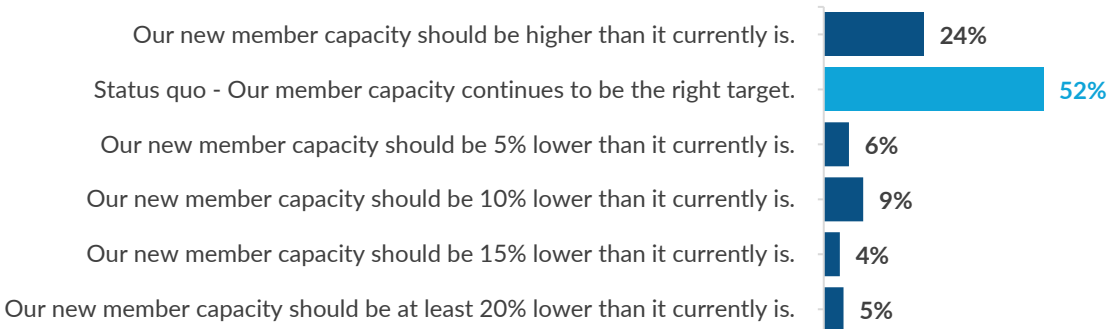 Our new member capacity should be higher than it currently is. 24%
Status quo - Our member capacity continues to be the right target. 52%
Our new member capacity should be 5% lower than it currently is. 6%
Our new member capacity should be 10% lower than it currently is. 9%
Our new member capacity should be 15% lower than it currently is. 4%
Our new member capacity should be at least 20% lower than it currently is. 5%